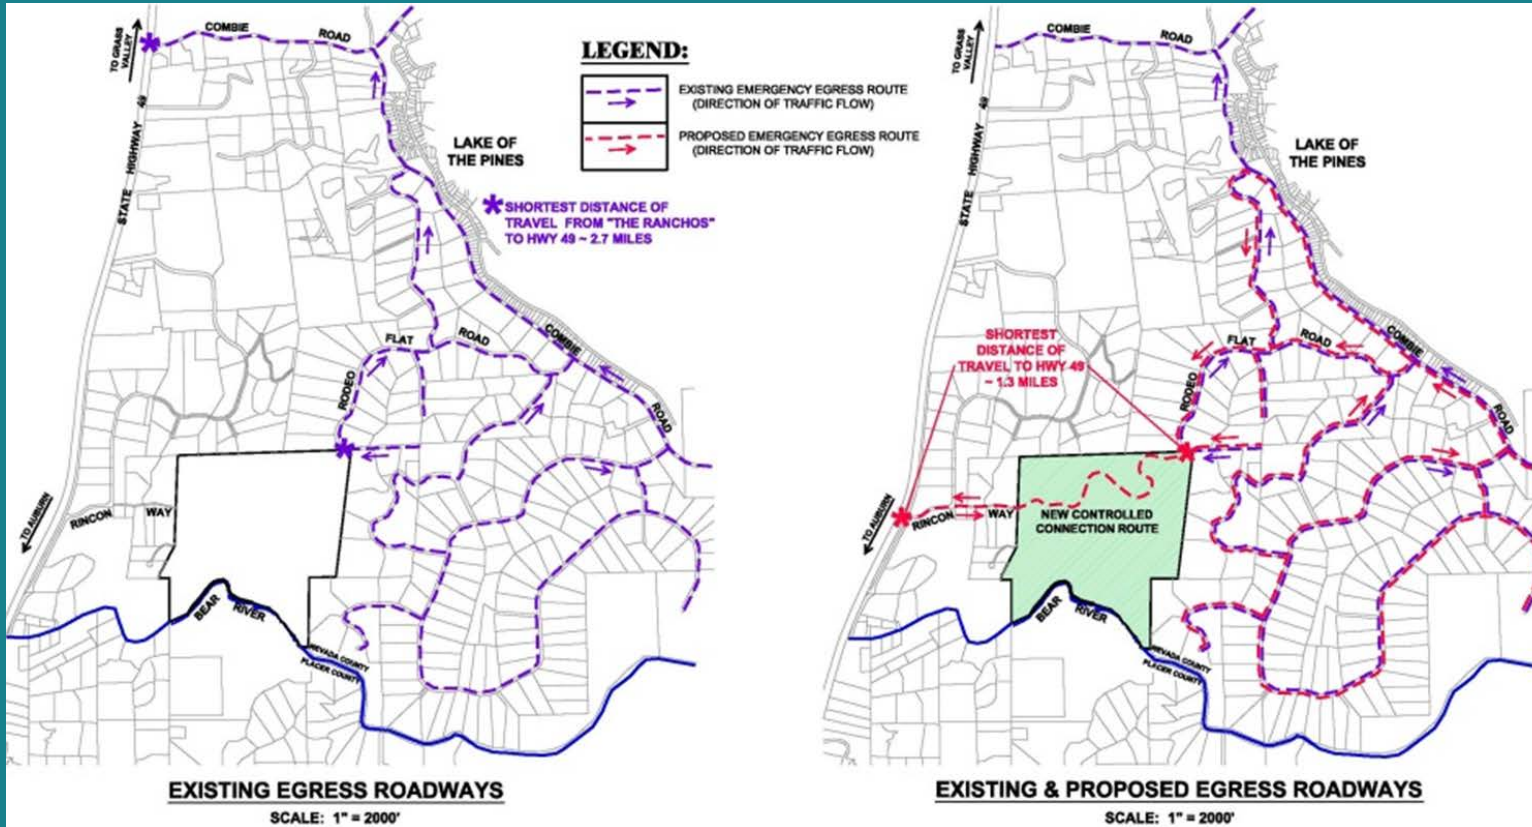 TO GRASS
VALLEY
COMBIE
ROAD
STATE HIGHWAY 49
LAKE OF
THE PINES
LEGEND:
EXISTING EMERGENCY EGRESS ROUTE
(DIRECTION OF TRAFFIC FLOW)
PROPOSED EMERGENCY EGRESS ROUTE
(DIRECTION OF TRAFFIC FLOW)
* SHORTEST DISTANCE OF
TRAVEL FROM "THE RANCHOS"
TO HWY 49 ~ 2.7 MILES
RODEO
FLAT
ROAD
COMBIE
ROAD
TO AUBURN
RINCON WAY
BEAR
RIVER
NEVADA COUNTY
PLACER COUNTY
EXISTING EGRESS ROADWAYS
SCALE: 1" = 2000'
TO GRASS
VALLEY
COMBIE
ROAD
STATE HIGHWAY 49
LAKE OF
THE PINES
SHORTEST
DISTANCE OF
TRAVEL TO HWY 49
~ 1.3 MILES
RODEO
FLAT
ROAD
COMBIE
ROAD
TO AUBURN
RINCON WAY
NEW CONTROLLED
CONNECTION ROUTE
BEAR
RIVER
NEVADA COUNTY
PLACER COUNTY
EXISTING & PROPOSED EGRESS ROADWAYS
SCALE: 1" = 2000'